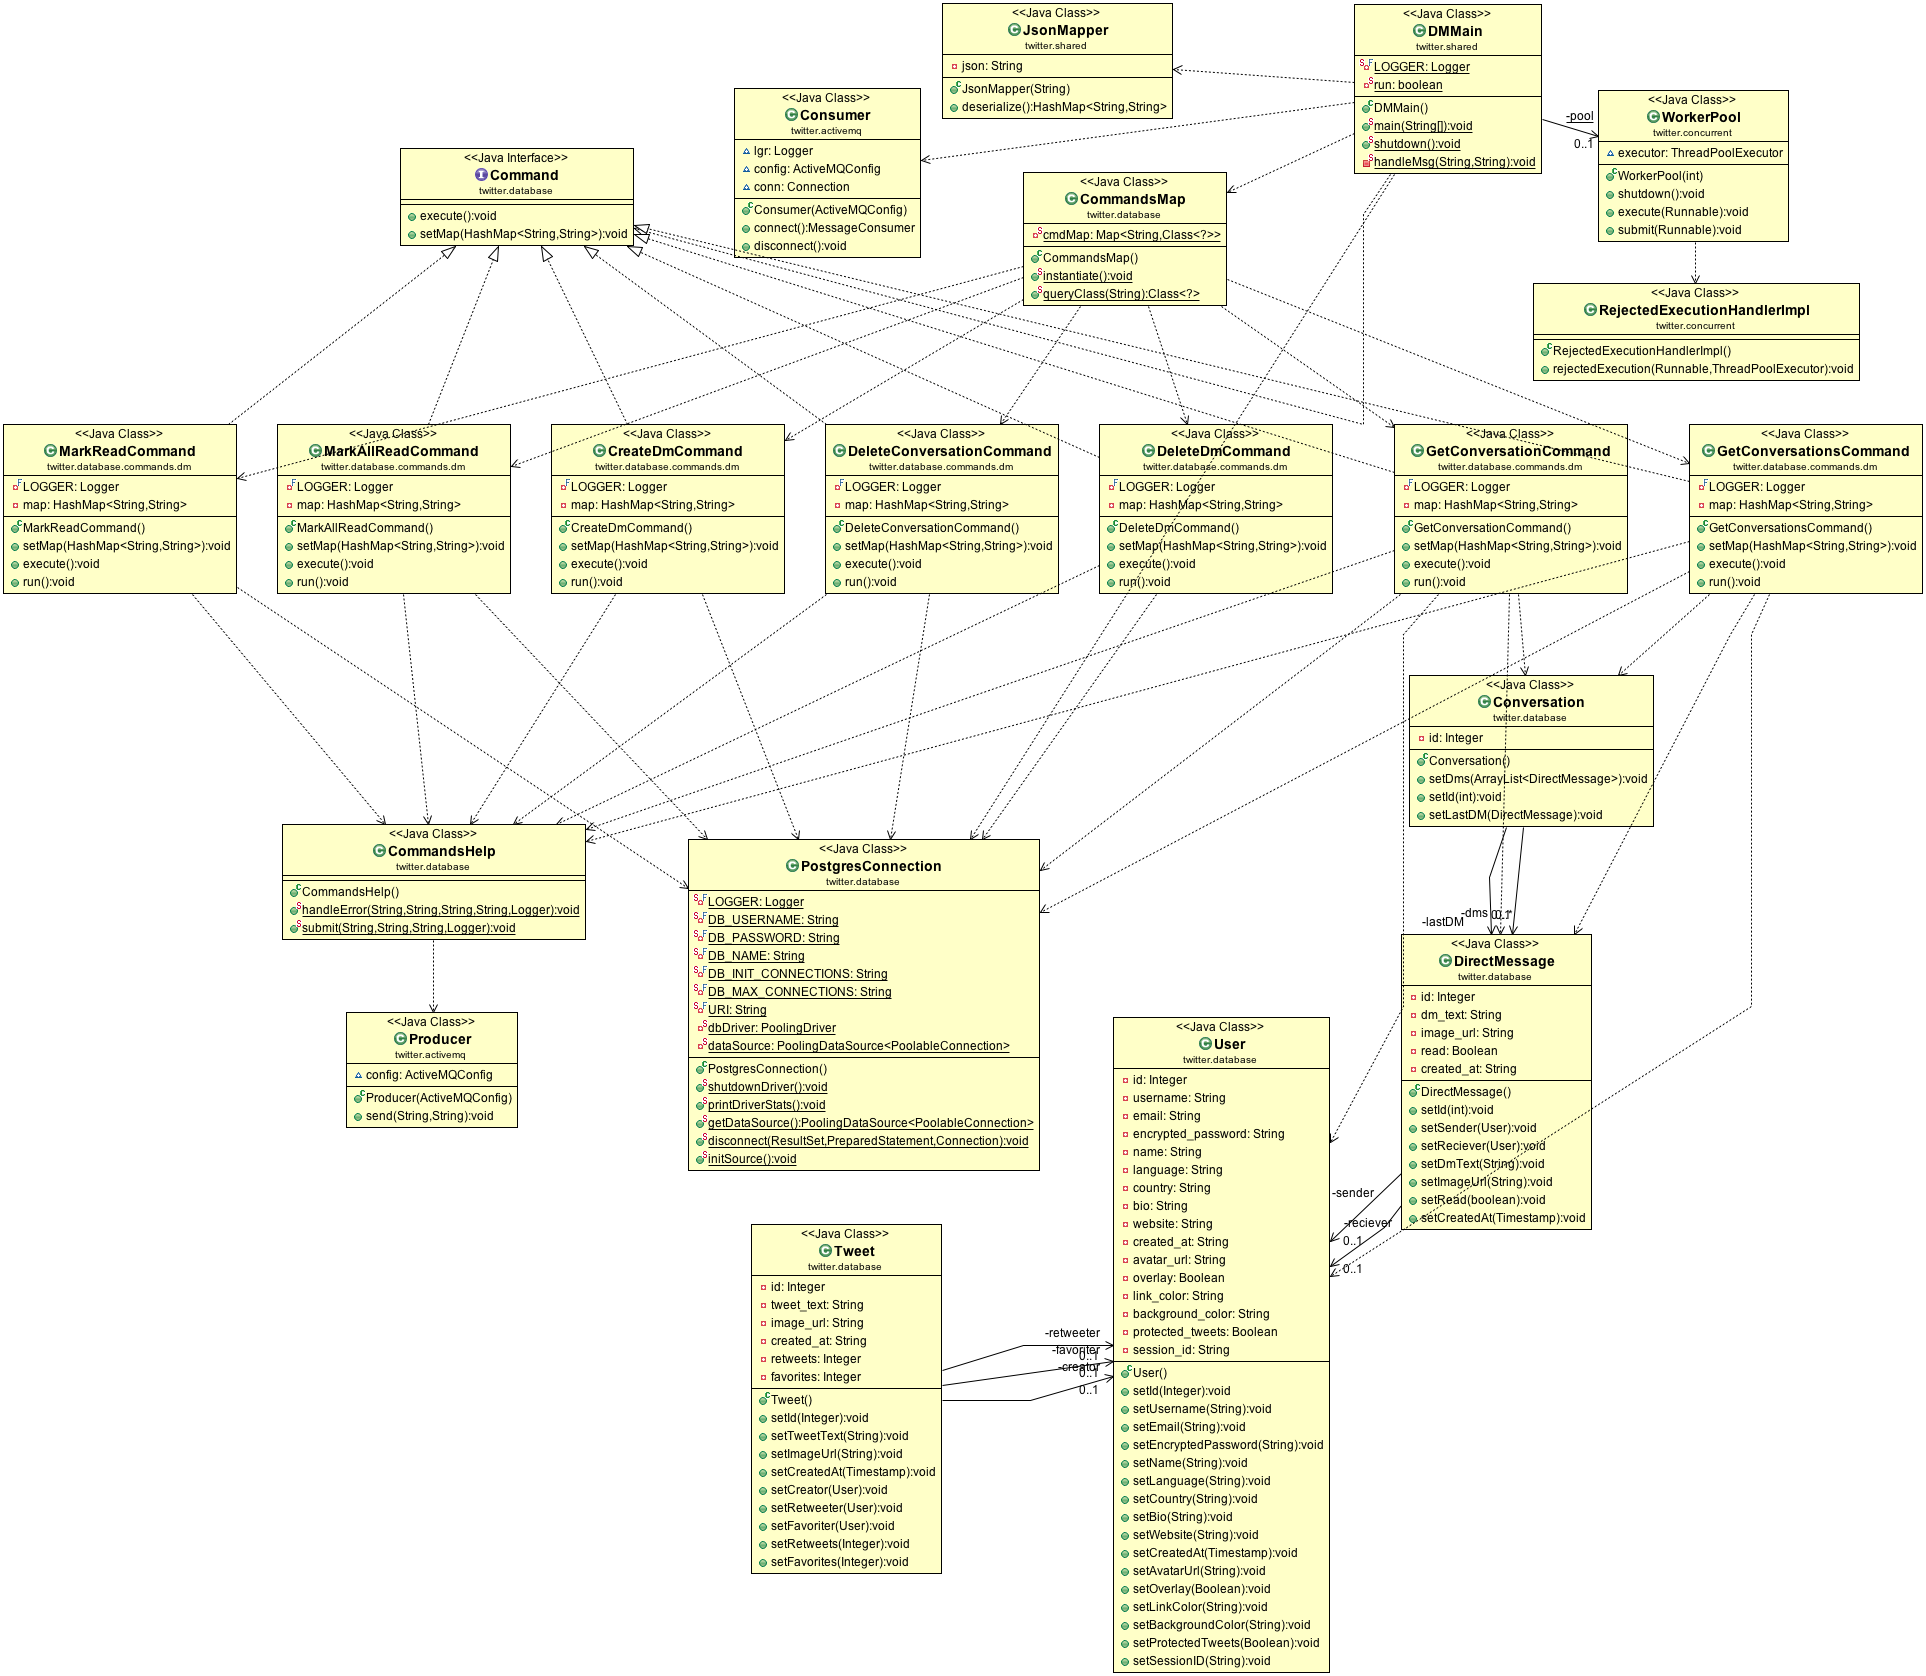 <<Java Class>>
JsonMapper
twitter.shared
json: String
JsonMapper(String)
deserialize():HashMap<String,String>
<<Java Class>>
DMMain
twitter.shared
LOGGER: Logger
run: boolean
DMMain()
main(String[]):void
shutdown():void
handleMsg(String,String):void
-pool
0..1
<<Java Class>>
Consumer
twitter.activemq
lgr: Logger
config: ActiveMQConfig
conn: Connection
Consumer(ActiveMQConfig)
connect():MessageConsumer
disconnect():void
<<Java Class>>
WorkerPool
twitter.concurrent
executor: ThreadPoolExecutor
WorkerPool(int)
shutdown():void
execute(Runnable):void
submit(Runnable):void
<<Java Interface>>
Command
twitter.database
execute():void
setMap(HashMap<String,String>):void
<<Java Class>>
CommandsMap
twitter.database
cmdMap: Map<String,Class<?>>
CommandsMap()
instantiate():void
queryClass(String):Class<?>
<<Java Class>>
RejectedExecutionHandlerImpl
twitter.concurrent
RejectedExecutionHandlerImpl()
rejectedExecution(Runnable,ThreadPoolExecutor):void
<<Java Class>>
MarkReadCommand
twitter.database.commands.dm
LOGGER: Logger
map: HashMap<String,String>
MarkReadCommand()
setMap(HashMap<String,String>):void
execute():void
run():void
<<Java Class>>
MarkAllReadCommand
twitter.database.commands.dm
LOGGER: Logger
map: HashMap<String,String>
MarkAllReadCommand()
setMap(HashMap<String,String>):void
execute():void
run():void
<<Java Class>>
CreateDmCommand
twitter.database.commands.dm
LOGGER: Logger
map: HashMap<String,String>
CreateDmCommand()
setMap(HashMap<String,String>):void
execute():void
run():void
<<Java Class>>
DeleteConversationCommand
twitter.database.commands.dm
LOGGER: Logger
map: HashMap<String,String>
DeleteConversationCommand()
setMap(HashMap<String,String>):void
execute():void
run():void
<<Java Class>>
DeleteDmCommand
twitter.database.commands.dm
LOGGER: Logger
map: HashMap<String,String>
DeleteDmCommand()
setMap(HashMap<String,String>):void
execute():void
run():void
<<Java Class>>
GetConversationCommand
twitter.database.commands.dm
LOGGER: Logger
map: HashMap<String,String>
GetConversationCommand()
setMap(HashMap<String,String>):void
execute():void
run():void
<<Java Class>>
GetConversationsCommand
twitter.database.commands.dm
LOGGER: Logger
map: HashMap<String,String>
GetConversationsCommand()
setMap(HashMap<String,String>):void
execute():void
run():void
<<Java Class>>
Conversation
twitter.database
id: Integer
Conversation()
setDms(ArrayList<DirectMessage>):void
setId(int):void
setLastDM(DirectMessage):void
-dms
-lastDM
<<Java Class>>
CommandsHelp
twitter.database
CommandsHelp()
handleError(String,String,String,String,Logger):void
submit(String,String,String,Logger):void
<<Java Class>>
PostgresConnection
twitter.database
LOGGER: Logger
DB_USERNAME: String
DB_PASSWORD: String
DB_NAME: String
DB_INIT_CONNECTIONS: String
DB_MAX_CONNECTIONS: String
URI: String
dbDriver: PoolingDriver
dataSource: PoolingDataSource<PoolableConnection>
PostgresConnection()
shutdownDriver():void
printDriverStats():void
getDataSource():PoolingDataSource<PoolableConnection>
disconnect(ResultSet,PreparedStatement,Connection):void
initSource():void
<<Java Class>>
DirectMessage
twitter.database
id: Integer
dm_text: String
image_url: String
read: Boolean
created_at: String
DirectMessage()
setId(int):void
setSender(User):void
setReciever(User):void
setDmText(String):void
setImageUrl(String):void
setRead(boolean):void
setCreatedAt(Timestamp):void
<<Java Class>>
Producer
twitter.activemq
config: ActiveMQConfig
Producer(ActiveMQConfig)
send(String,String):void
-sender
-reciever
0..1
0..1
<<Java Class>>
User
twitter.database
id: Integer
username: String
email: String
encrypted_password: String
name: String
language: String
country: String
bio: String
website: String
created_at: String
avatar_url: String
overlay: Boolean
link_color: String
background_color: String
protected_tweets: Boolean
session_id: String
User()
setId(Integer):void
setUsername(String):void
setEmail(String):void
setEncryptedPassword(String):void
setName(String):void
setLanguage(String):void
setCountry(String):void
setBio(String):void
setWebsite(String):void
setCreatedAt(Timestamp):void
setAvatarUrl(String):void
setOverlay(Boolean):void
setLinkColor(String):void
setBackgroundColor(String):void
setProtectedTweets(Boolean):void
setSessionID(String):void
<<Java Class>>
Tweet
twitter.database
id: Integer
tweet_text: String
image_url: String
created_at: String
retweets: Integer
favorites: Integer
Tweet()
setId(Integer):void
setTweetText(String):void
setImageUrl(String):void
setCreatedAt(Timestamp):void
setCreator(User):void
setRetweeter(User):void
setFavoriter(User):void
setRetweets(Integer):void
setFavorites(Integer):void
-retweeter
-favoriter
0..1
-creator
0..1
0..1